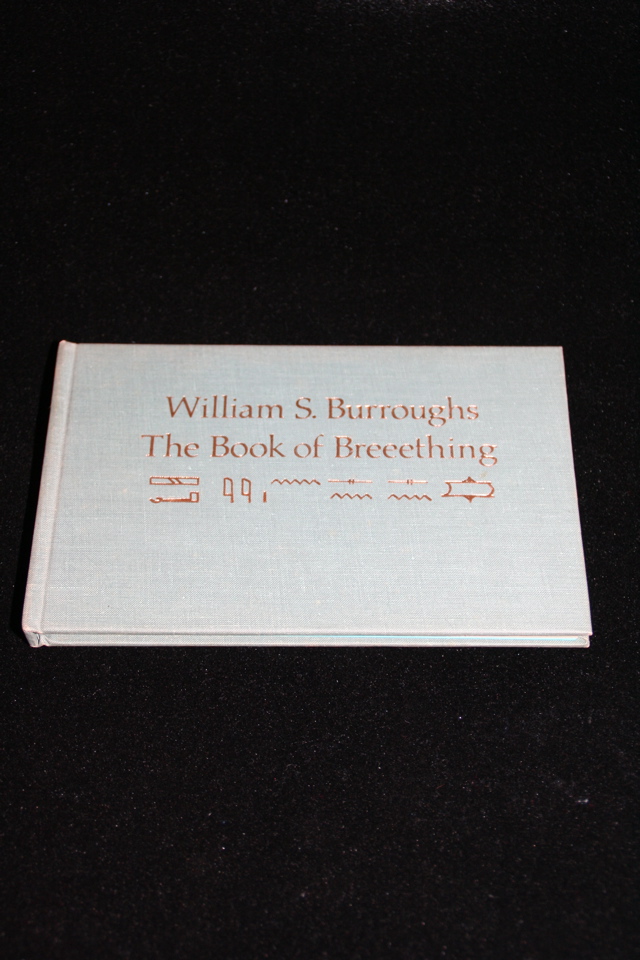 William S. Burroughs
The Book of Breeething